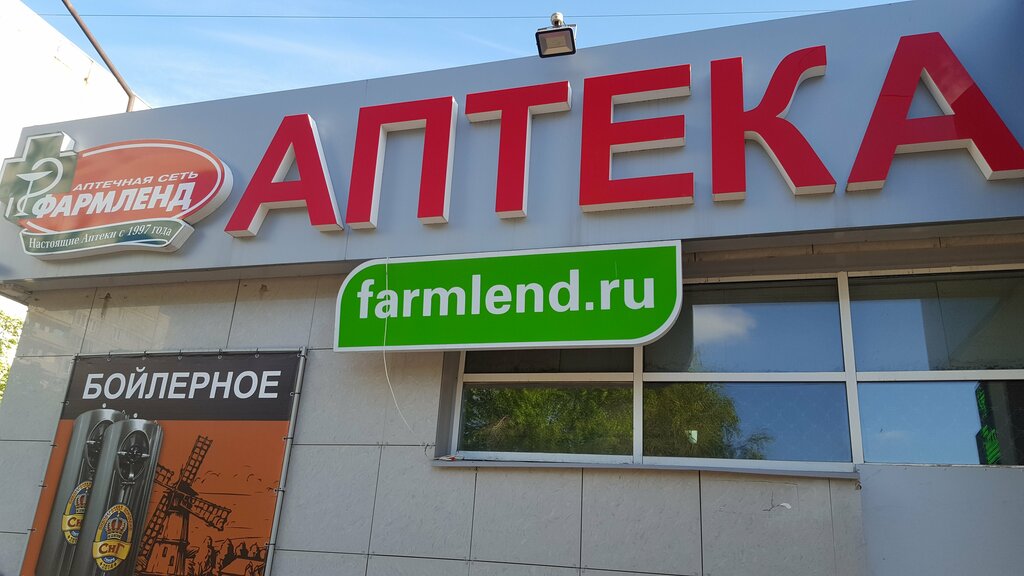 АПТЕЧНАЯ СЕТЬ
ФАРМЛЕНД
Настоящие Аптеки с 1997 года
АПТЕКА
farmlend.ru
БОЙЛЕРНОЕ